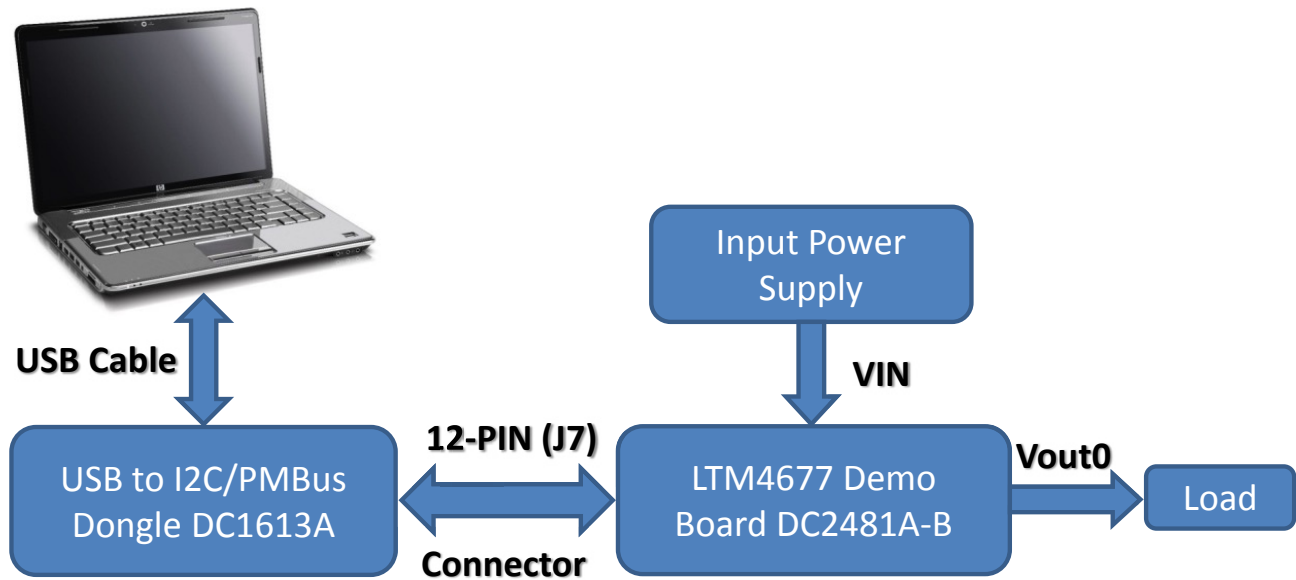 Input Power
Supply
USB Cable
VIN
12-PIN (J7)
Vout0
USB to I2C/PMBus
Dongle DC1613A
LTM4677 Demo
Board DC2481A-B
Load
Connector